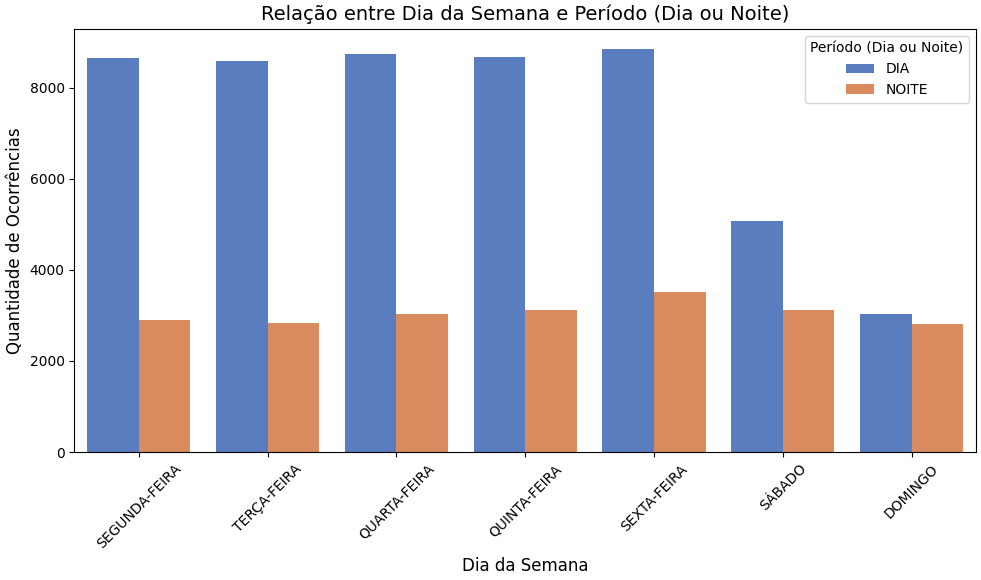 Relação entre Dia da Semana e Período (Dia ou Noite)
Período (Dia ou Noite)
DIA
NOITE
Quantidade de Ocorrências
8000
6000
4000
2000
0
SEGUNDA-FEIRA
TERÇA-FEIRA
QUARTA-FEIRA
QUINTA-FEIRA
SEXTA-FEIRA
SÁBADO
DOMINGO
Dia da Semana